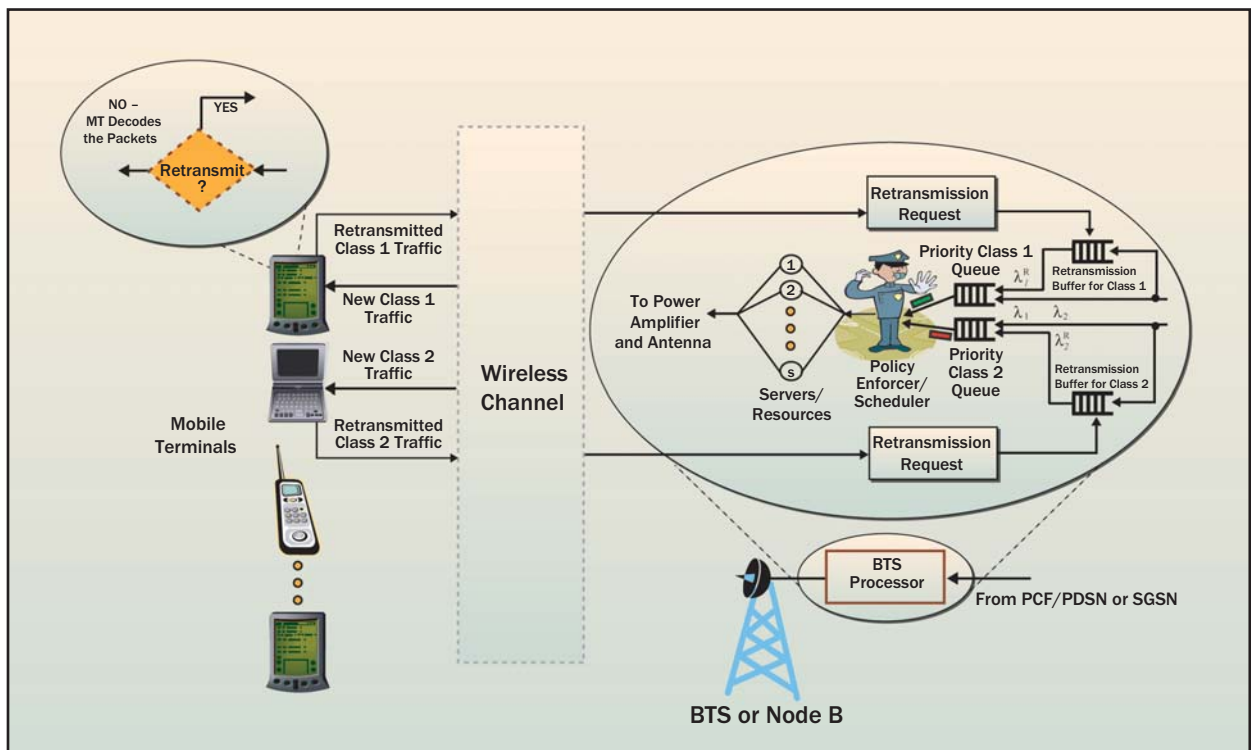 NO –
MT Decodes
the Packets
YES
Retransmit
?
Retransmitted
Class 1 Traffic
New Class 1
Traffic
New Class 2
Traffic
Retransmitted
Class 2 Traffic
Mobile
Terminals
Wireless
Channel
Retransmission
Request
Priority Class 1
Queue
Retransmission
Buffer for Class 1
λ₁ᴿ
λ₁ λ₂
λ₂ᴿ
1
2
s
To Power
Amplifier
and Antenna
Servers/
Resources
Policy
Enforcer/
Scheduler
Priority
Class 2
Queue
Retransmission
Buffer for Class 2
Retransmission
Request
BTS
Processor
From PCF/PDSN or SGSN
BTS or Node B